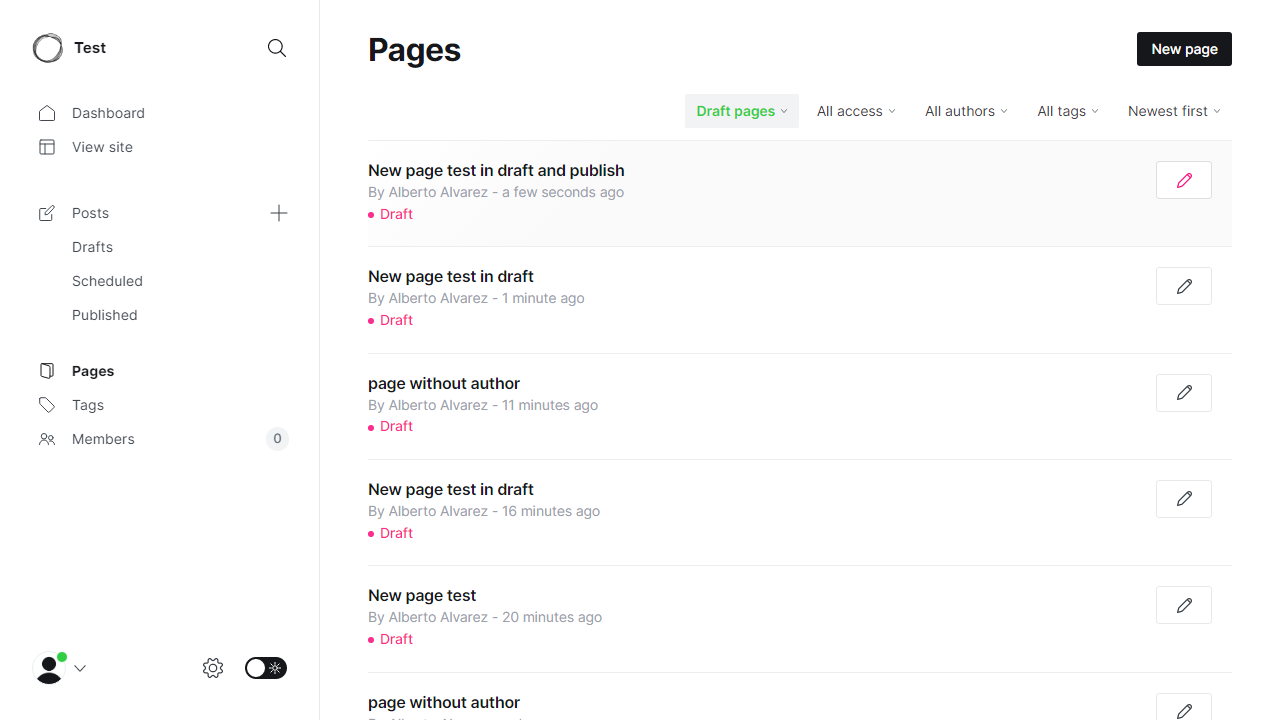 Test
Dashboard
View site
Posts
Drafts
Scheduled
Published
Pages
Tags
Members
0
Pages
New page
Draft pages
All access
All authors
All tags
Newest first
New page test in draft and publish
By Alberto Alvarez - a few seconds ago
Draft
New page test in draft
By Alberto Alvarez - 1 minute ago
Draft
page without author
By Alberto Alvarez - 11 minutes ago
Draft
New page test in draft
By Alberto Alvarez - 16 minutes ago
Draft
New page test
By Alberto Alvarez - 20 minutes ago
Draft
page without author